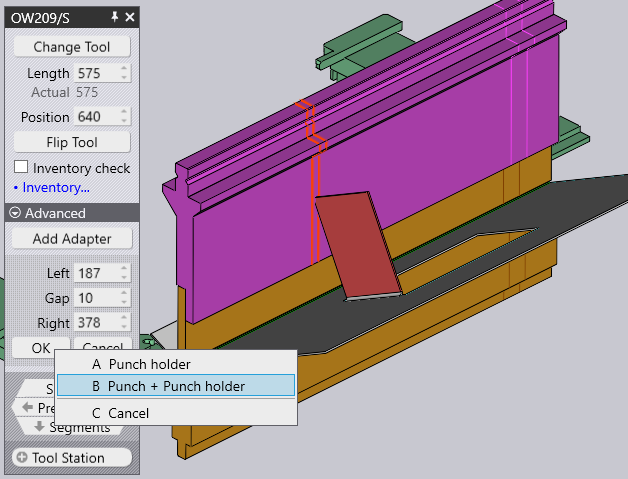 OW209/S
Change Tool
Length 575
Actual 575
Position 640
Flip Tool
Inventory check
• Inventory...
Advanced
Add Adapter
Left 187
Gap 10
Right 378
OK Cancel
A Punch holder
B Punch + Punch holder
C Cancel
S
Pre
Segments
Tool Station